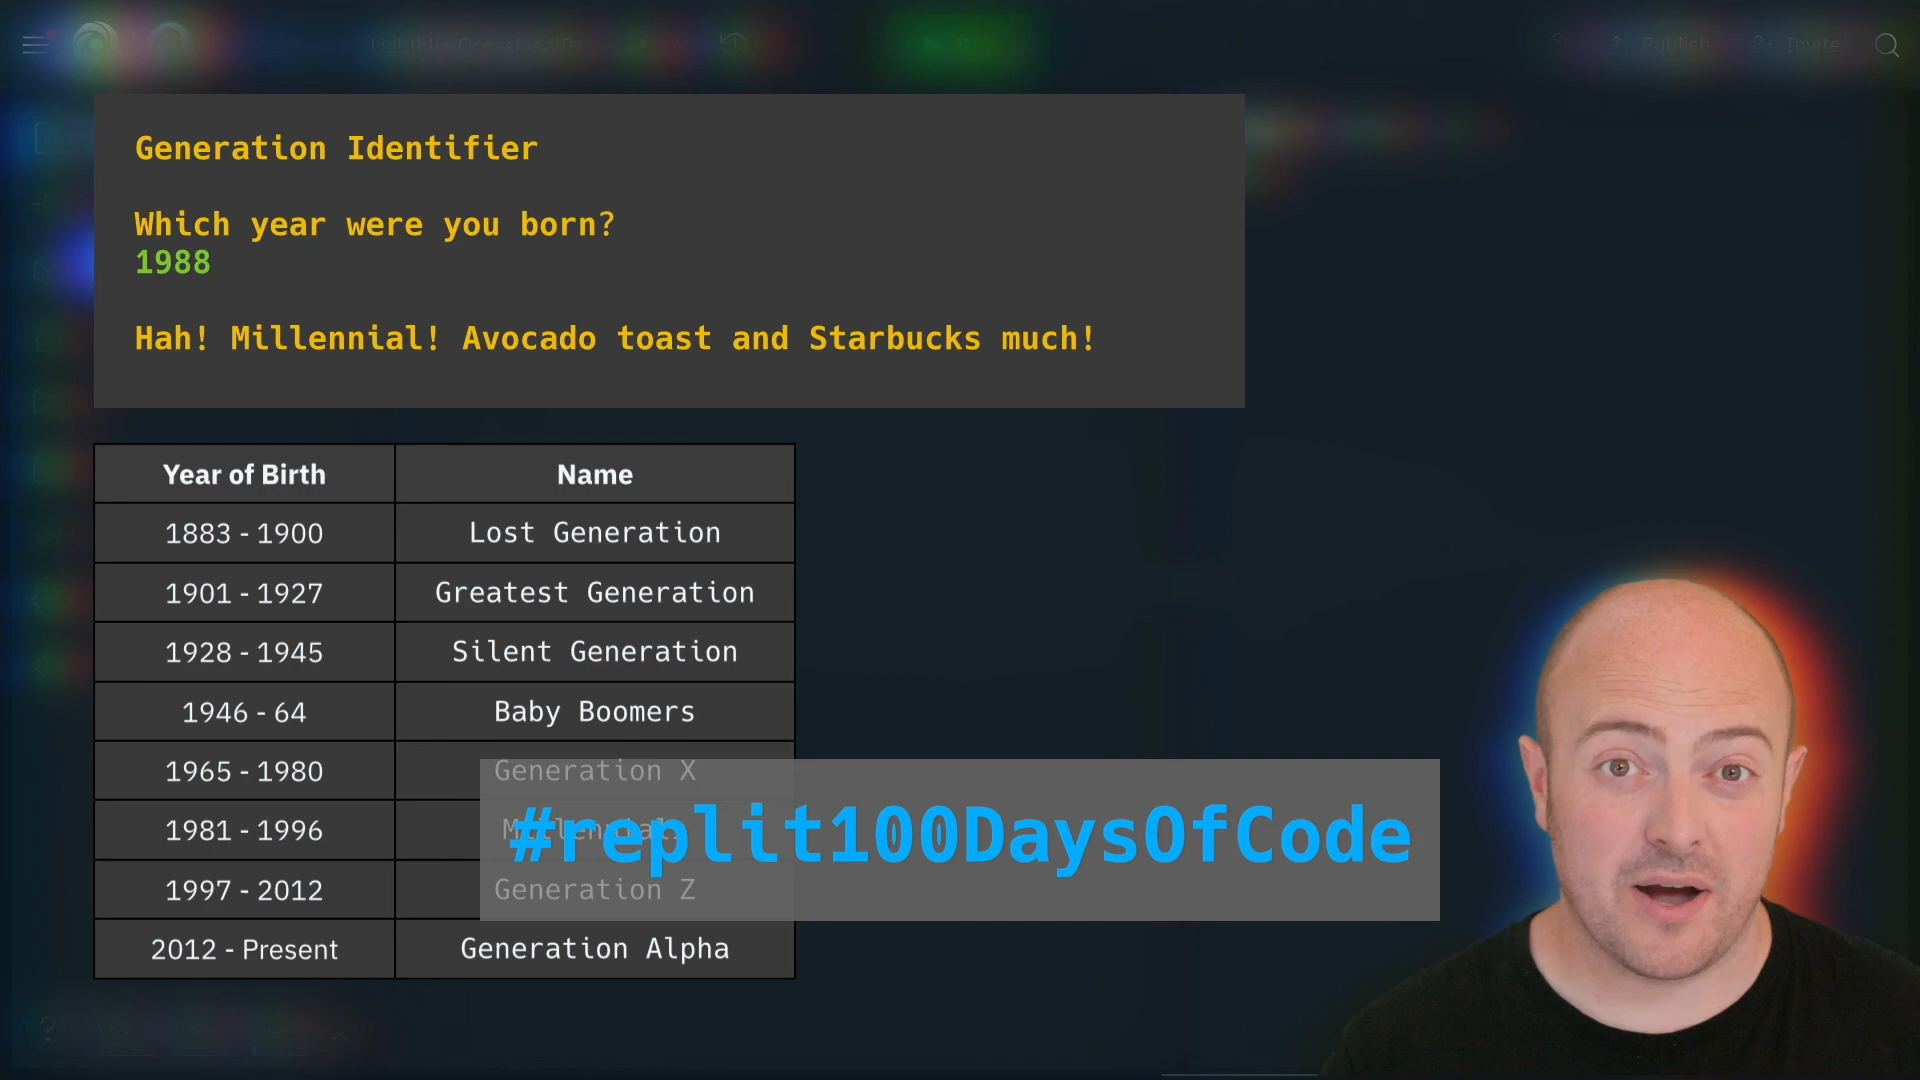 Publish
Invite
Generation Identifier
Which year were you born?
1988
Hah! Millennial! Avocado toast and Starbucks much!
Year of Birth Name
1883 - 1900 Lost Generation
1901 - 1927 Greatest Generation
1928 - 1945 Silent Generation
1946 - 64 Baby Boomers
1965 - 1980 Generation X
1981 - 1996
1997 - 2012 Generation Z
2012 - Present Generation Alpha
#replit100DaysOfCode